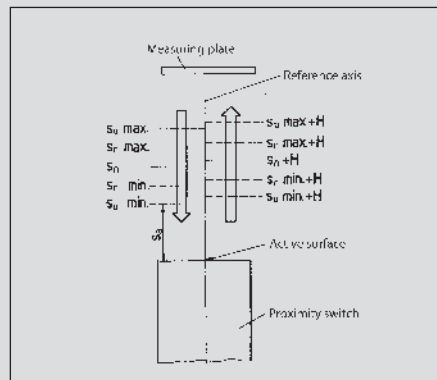 Measuring plate
Reference axis
su max.
sr max.
sn
sr min.
su min.
su max.+H
sr max.+H
sn +H
sr min.+H
su min.+H
sa
Active surface
Proximity switch